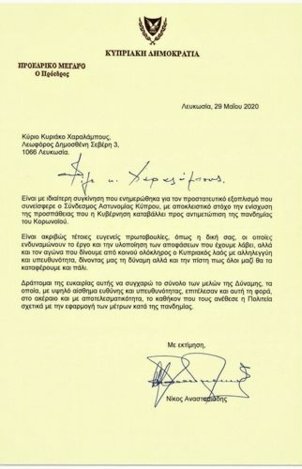 ΚΥΠΡΙΑΚΗ ΔΗΜΟΚΡΑΤΙΑ
ΠΡΟΕΔΡΙΚΟ ΜΕΓΑΡΟ
Ο Πρόεδρος
Λευκωσία, 29 Μαΐου 2020
Κύριο Κυριάκο Χαραλάμπους,
Λεωφόρος Δημοσθένη Σεβέρη 3,
1066 Λευκωσία.
κ. Χαραλάμπους,
Είναι με ιδιαίτερη συγκίνηση που ενημερώθηκα για τον προστατευτικό εξοπλισμό που
συνείσφερε ο Σύνδεσμος Αστυνομίας Κύπρου, με αποκλειστικό στόχο την ενίσχυση
της προσπάθειας που η Κυβέρνηση καταβάλλει προς αντιμετώπιση της πανδημίας
του Κορωναϊού.
Είναι ακριβώς τέτοιες ευγενείς πρωτοβουλίες, όπως η δική σας, οι οποίες
ενδυναμώνουν το έργο και την υλοποίηση των αποφάσεων που έχουμε λάβει, αλλά
και τον αγώνα που δίνουμε από κοινού ολόκληρος ο Κυπριακός λαός με αλληλεγγύη
και υπευθυνότητα, δίνοντας μας τη δύναμη αλλά και την πίστη πως όλοι μαζί θα τα
καταφέρουμε και πάλι.
Δράττομαι της ευκαιρίας αυτής να συγχαρώ το σύνολο των μελών της Δύναμης, τα
οποία, με υψηλό αίσθημα ευθύνης και υπευθυνότητας, επιτέλεσαν και αυτή τη φορά,
στο ακέραιο και με αποτελεσματικότητα, το καθήκον που τους ανέθεσε η Πολιτεία
σχετικά με την εφαρμογή των μέτρων κατά της πανδημίας.
Με εκτίμηση,
Νίκος Αναστασιάδης